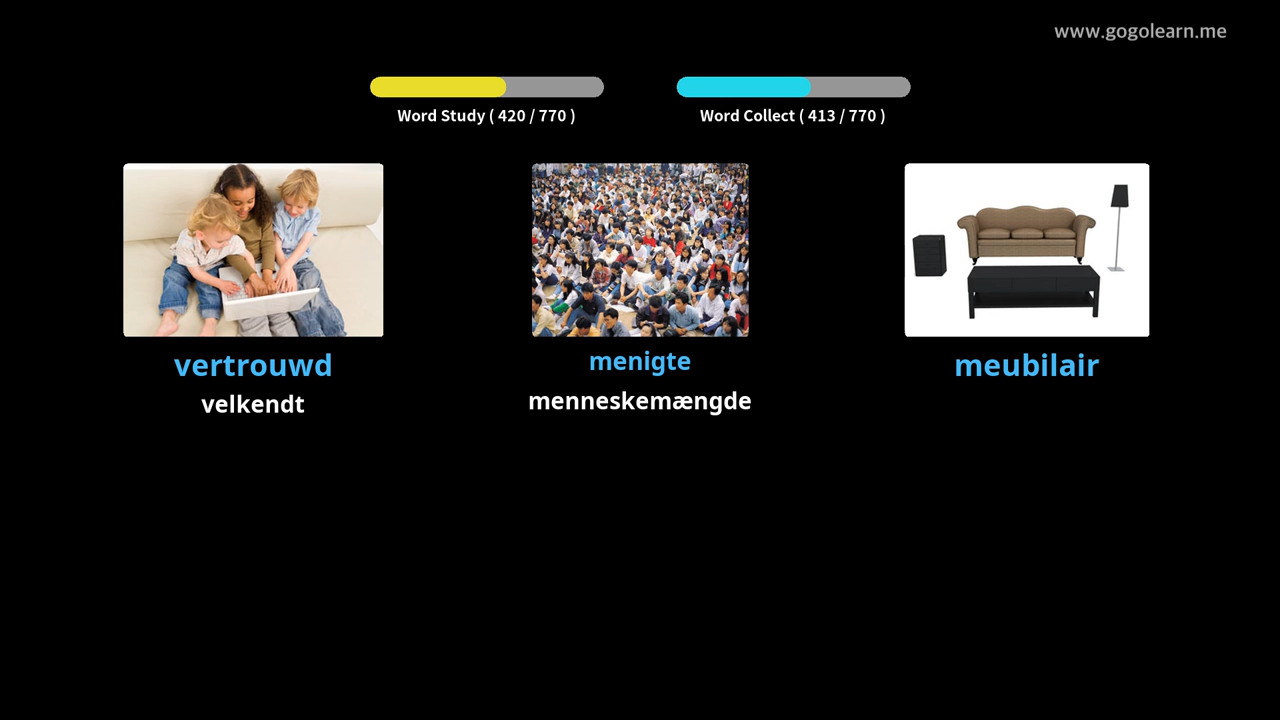 www.gogolearn.me
Word Study ( 420 / 770 )
Word Collect ( 413 / 770 )
vertrouwd
velkendt
menigte
menneskemængde
meubilair